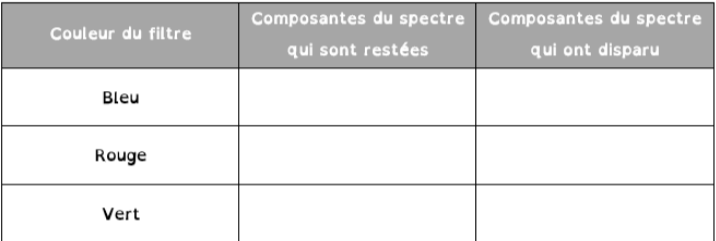 Couleur du filtre
Composantes du spectre
qui sont restées
Composantes du spectre
qui ont disparu
Bleu
Rouge
Vert